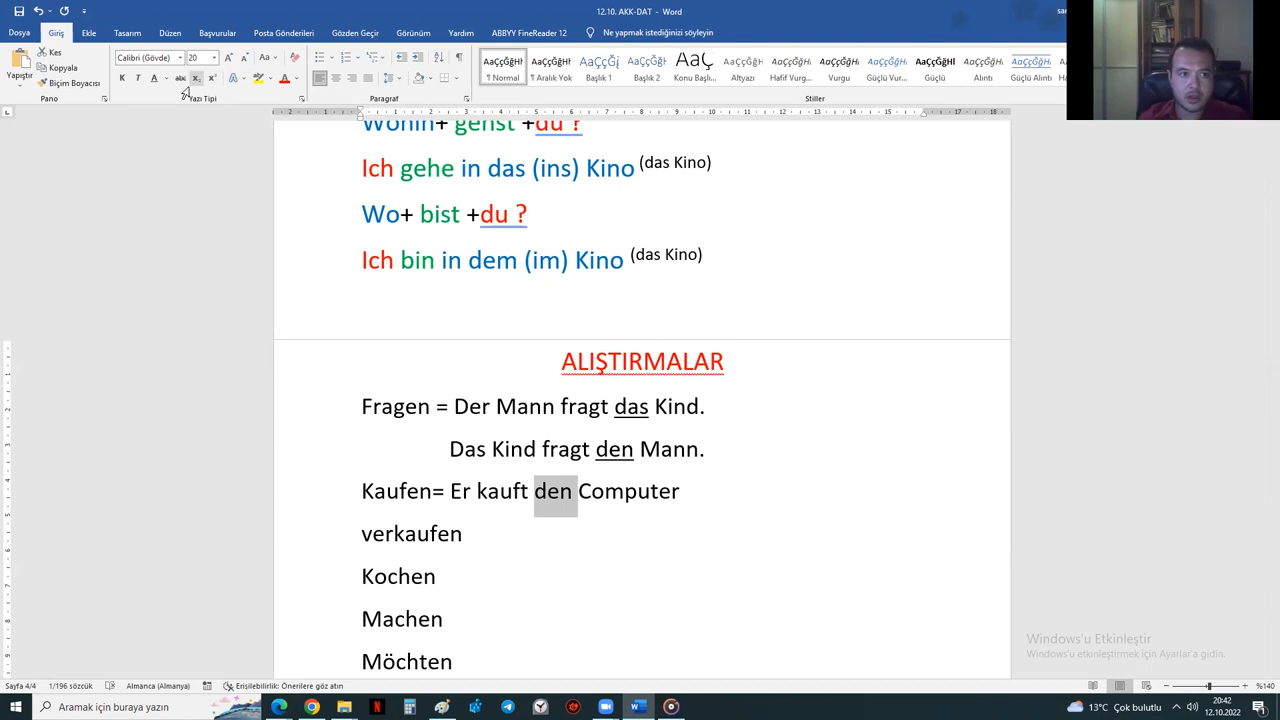 12.10. AKK-DAT - Word
Dosya Giriş Ekle Tasarım Düzen Başvurular Posta Gönderileri Gözden Geçir Görünüm Yardım ABBYY FineReader 12 Ne yapmak istediğinizi söyleyin
Yapıştır
Kes
Kopyala
Biçim Boyacısı
Calibri (Gövde) 20
¶ Normal ¶ Aralık Yok Başlık 1 Başlık 2 Konu Başlı... Altyazı Hafif Vurg... Vurgu Güçlü Vur... Güçlü Alıntı Güçlü Alın...
Pano Yazı Tipi Paragraf Stiller
Wohin+ gehst +du ?
Ich gehe in das (ins) Kino (das Kino)
Wo+ bist +du ?
Ich bin in dem (im) Kino (das Kino)
ALIŞTIRMALAR
Fragen = Der Mann fragt das Kind.
Das Kind fragt den Mann.
Kaufen= Er kauft den Computer
verkaufen
Kochen
Machen
Möchten
Windows'u Etkinleştir
Windows'u etkinleştirmek için Ayarlar'a gidin.
Sayfa 4/4 1/196 sözcük Almanca (Almanya) Erişilebilirlik: Önerilere göz atın %140
Aramak için buraya yazın 13°C Çok bulutlu 20:42
12.10.2022